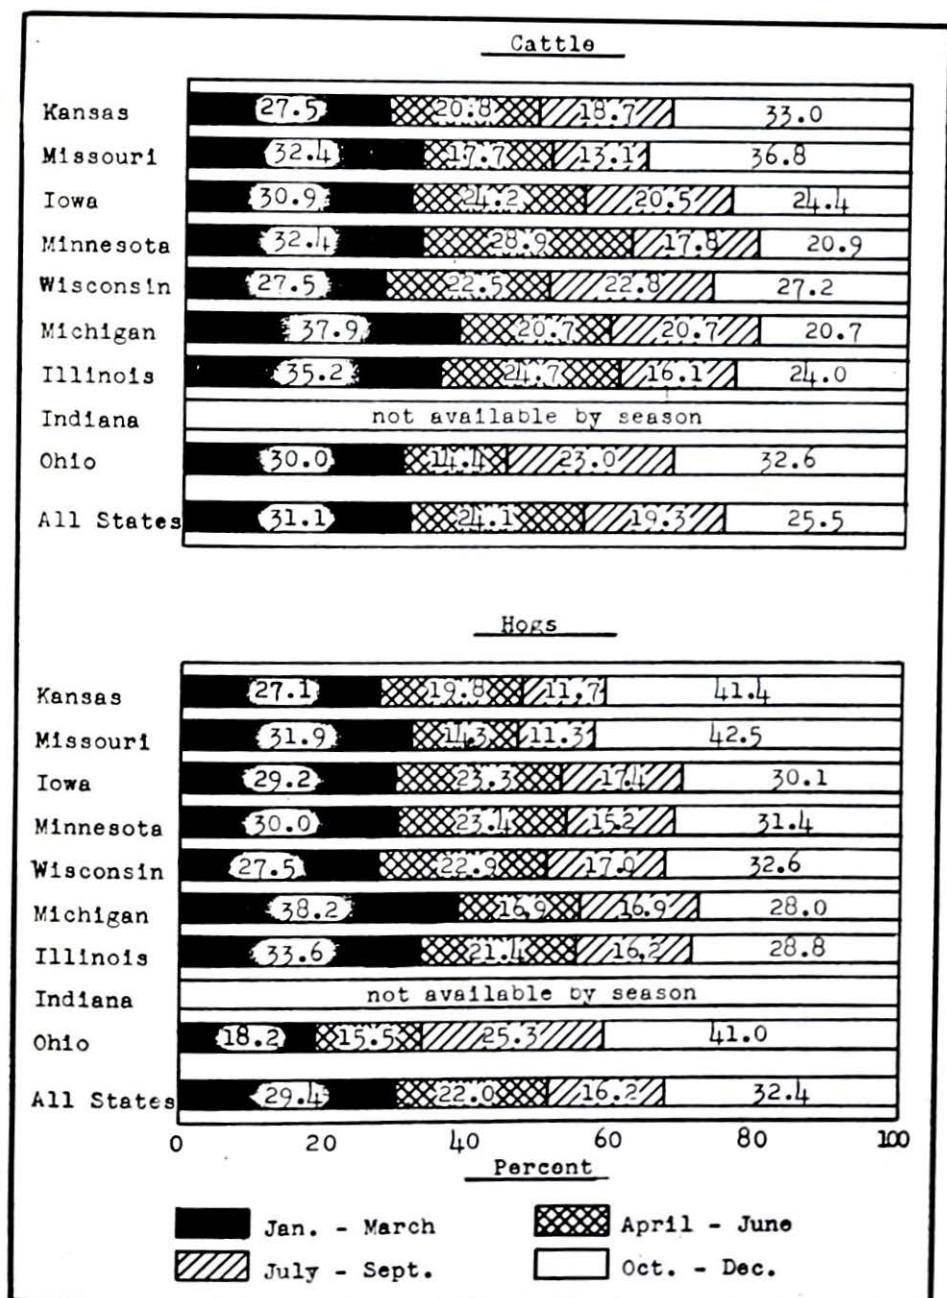 Cattle
Kansas 27.5 20.8 18.7 33.0
Missouri 32.4 17.7 13.1 36.8
Iowa 30.9 24.2 20.5 24.4
Minnesota 32.4 28.9 17.8 20.9
Wisconsin 27.5 22.5 22.8 27.2
Michigan 37.9 20.7 20.7 20.7
Illinois 35.2 24.7 16.1 24.0
Indiana not available by season
Ohio 30.0 14.4 23.0 32.6
All States 31.1 24.1 19.3 25.5
Hogs
Kansas 27.1 19.8 11.7 41.4
Missouri 31.9 14.3 11.3 42.5
Iowa 29.2 23.3 17.4 30.1
Minnesota 30.0 23.4 15.2 31.4
Wisconsin 27.5 22.9 17.0 32.6
Michigan 38.2 16.9 16.9 28.0
Illinois 33.6 21.4 16.2 28.8
Indiana not available by season
Ohio 18.2 15.5 25.3 41.0
All States 29.4 22.0 16.2 32.4
0 20 40 60 80 100
Percent
Jan. - March April - June
July - Sept. Oct. - Dec.